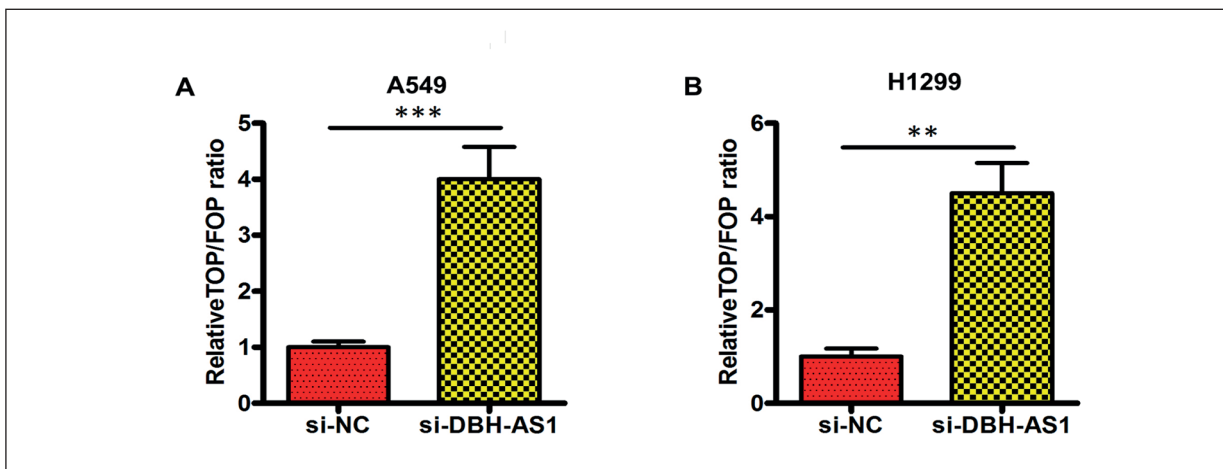 A
A549
***
RelativeTOP/FOP ratio
5
4
3
2
1
0
si-NC
si-DBH-AS1
B
H1299
**
RelativeTOP/FOP ratio
6
4
2
0
si-NC
si-DBH-AS1